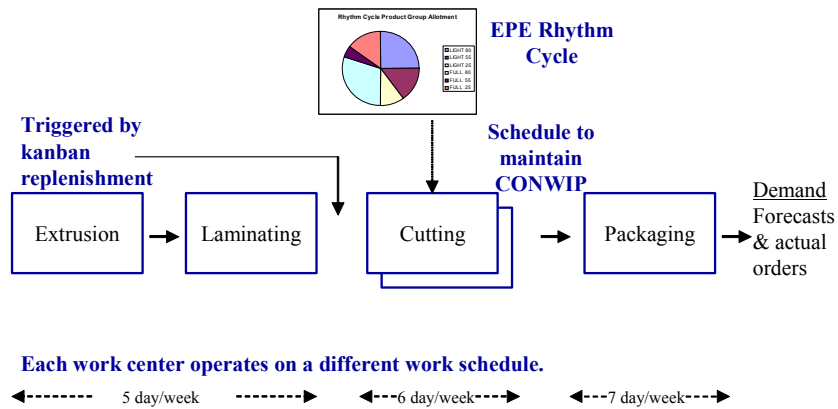 Rhythm Cycle Product Group Allotment
LIGHT 80
LIGHT 55
LIGHT 25
FULL 80
FULL 55
FULL 25
EPE Rhythm
Cycle
Triggered by
kanban
replenishment
Schedule to
maintain
CONWIP
Extrusion
Laminating
Cutting
Packaging
Demand
Forecasts
& actual
orders
Each work center operates on a different work schedule.
5 day/week
6 day/week
7 day/week